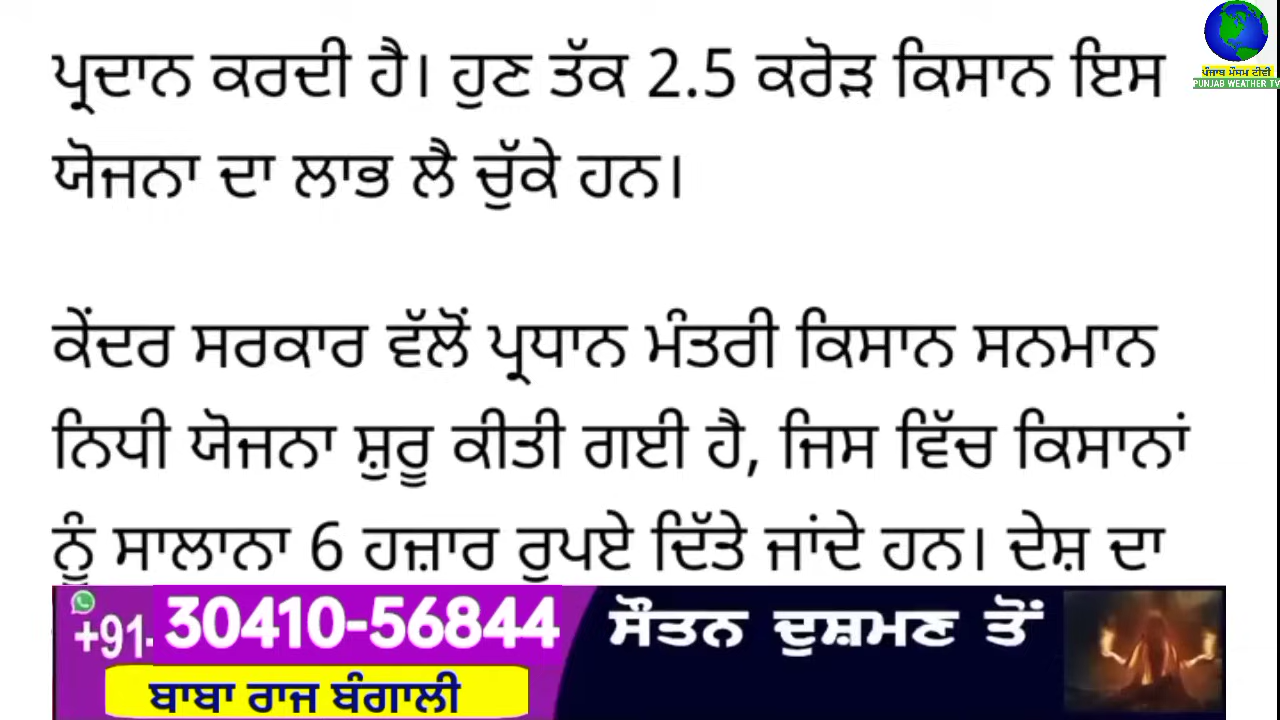 ਪ੍ਰਦਾਨ ਕਰਦੀ ਹੈ। ਹੁਣ ਤੱਕ 2.5 ਕਰੋੜ ਕਿਸਾਨ ਇਸ
ਯੋਜਨਾ ਦਾ ਲਾਭ ਲੈ ਚੁੱਕੇ ਹਨ।
ਕੇਂਦਰ ਸਰਕਾਰ ਵੱਲੋਂ ਪ੍ਰਧਾਨ ਮੰਤਰੀ ਕਿਸਾਨ ਸਨਮਾਨ
ਨਿਧੀ ਯੋਜਨਾ ਸ਼ੁਰੂ ਕੀਤੀ ਗਈ ਹੈ, ਜਿਸ ਵਿੱਚ ਕਿਸਾਨਾਂ
ਨੂੰ ਸਾਲਾਨਾ 6 ਹਜ਼ਾਰ ਰੁਪਏ ਦਿੱਤੇ ਜਾਂਦੇ ਹਨ। ਦੇਸ਼ ਦਾ
+91. 30410-56844
ਬਾਬਾ ਰਾਜ ਬੰਗਾਲੀ
ਸੌਤਨ ਦੁਸ਼ਮਣ ਤੋਂ
ਪੰਜਾਬ ਮੌਸਮ ਟੀਵੀ
PUNJAB WEATHER TV